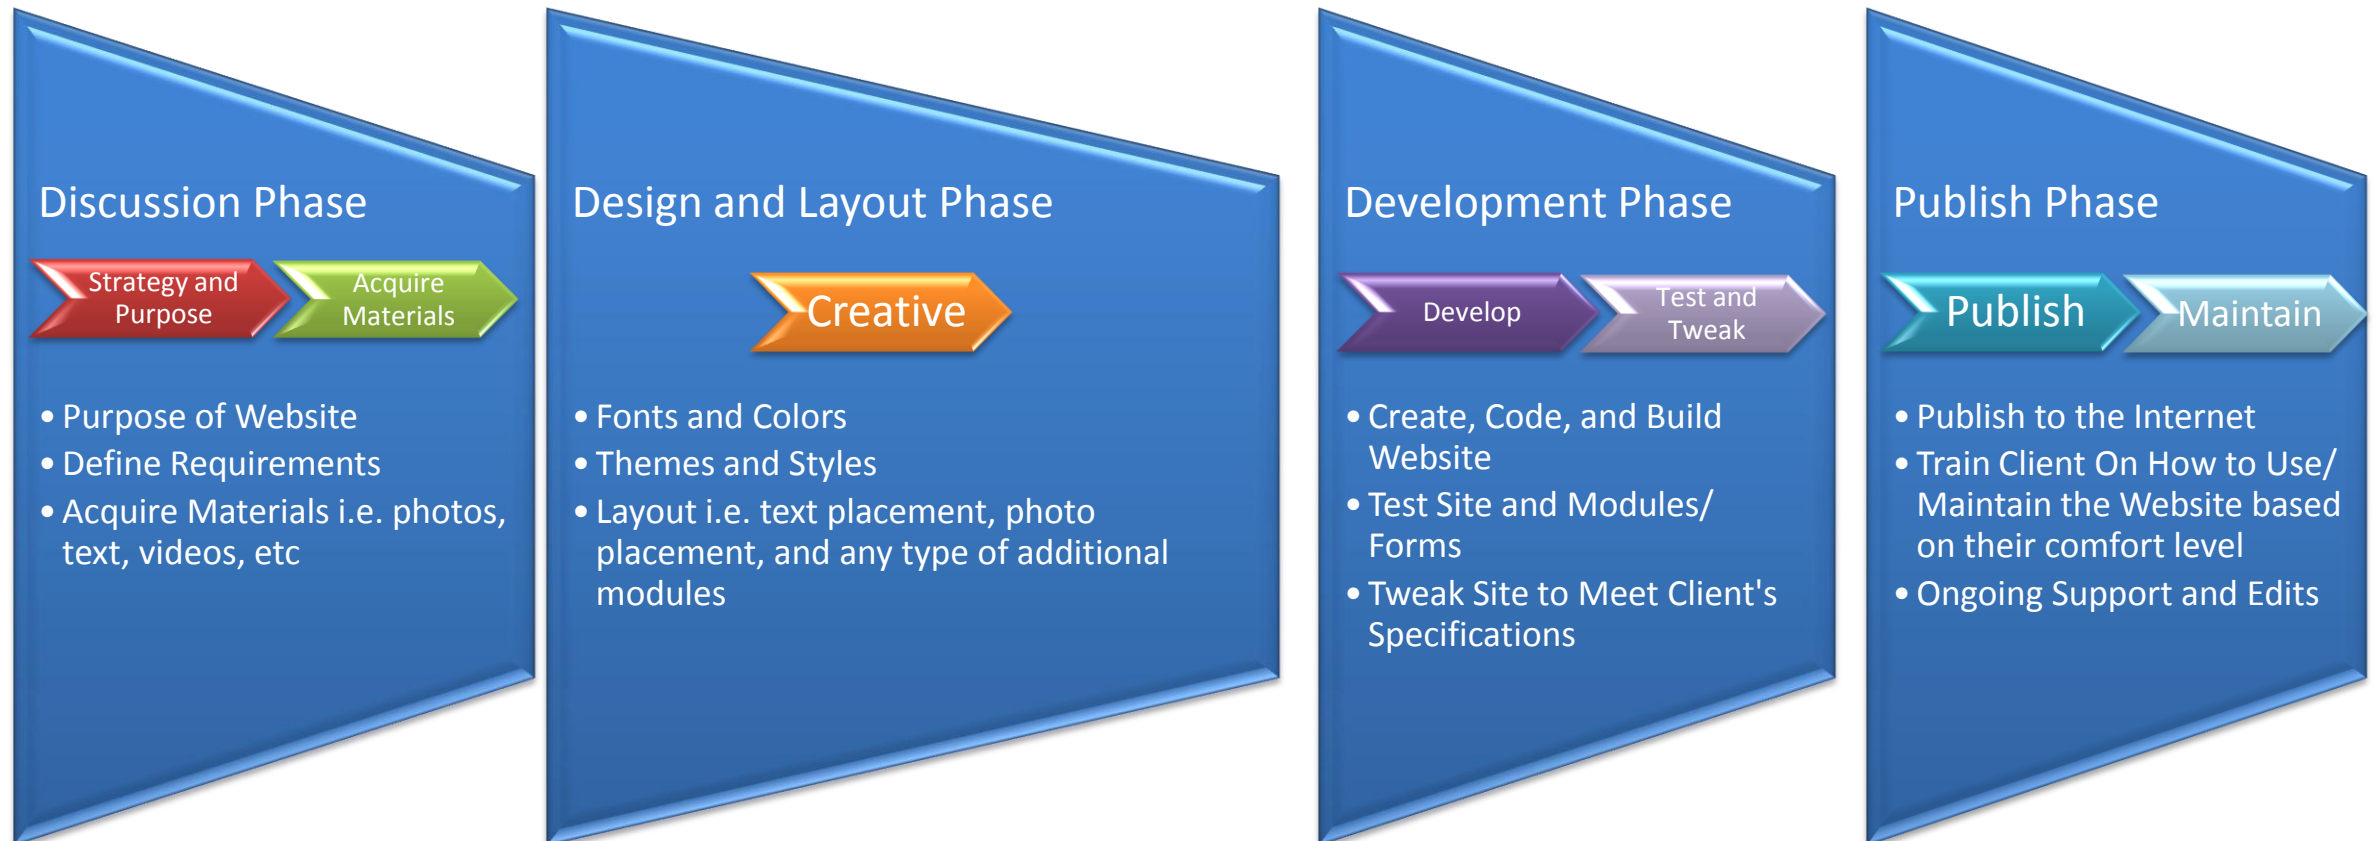 Discussion Phase
Strategy and
Purpose
Acquire
Materials
• Purpose of Website
• Define Requirements
• Acquire Materials i.e. photos,
text, videos, etc
Design and Layout Phase
Creative
• Fonts and Colors
• Themes and Styles
• Layout i.e. text placement, photo
placement, and any type of additional
modules
Development Phase
Develop
Test and
Tweak
• Create, Code, and Build
Website
• Test Site and Modules/
Forms
• Tweak Site to Meet Client's
Specifications
Publish Phase
Publish
Maintain
• Publish to the Internet
• Train Client On How to Use/
Maintain the Website based
on their comfort level
• Ongoing Support and Edits